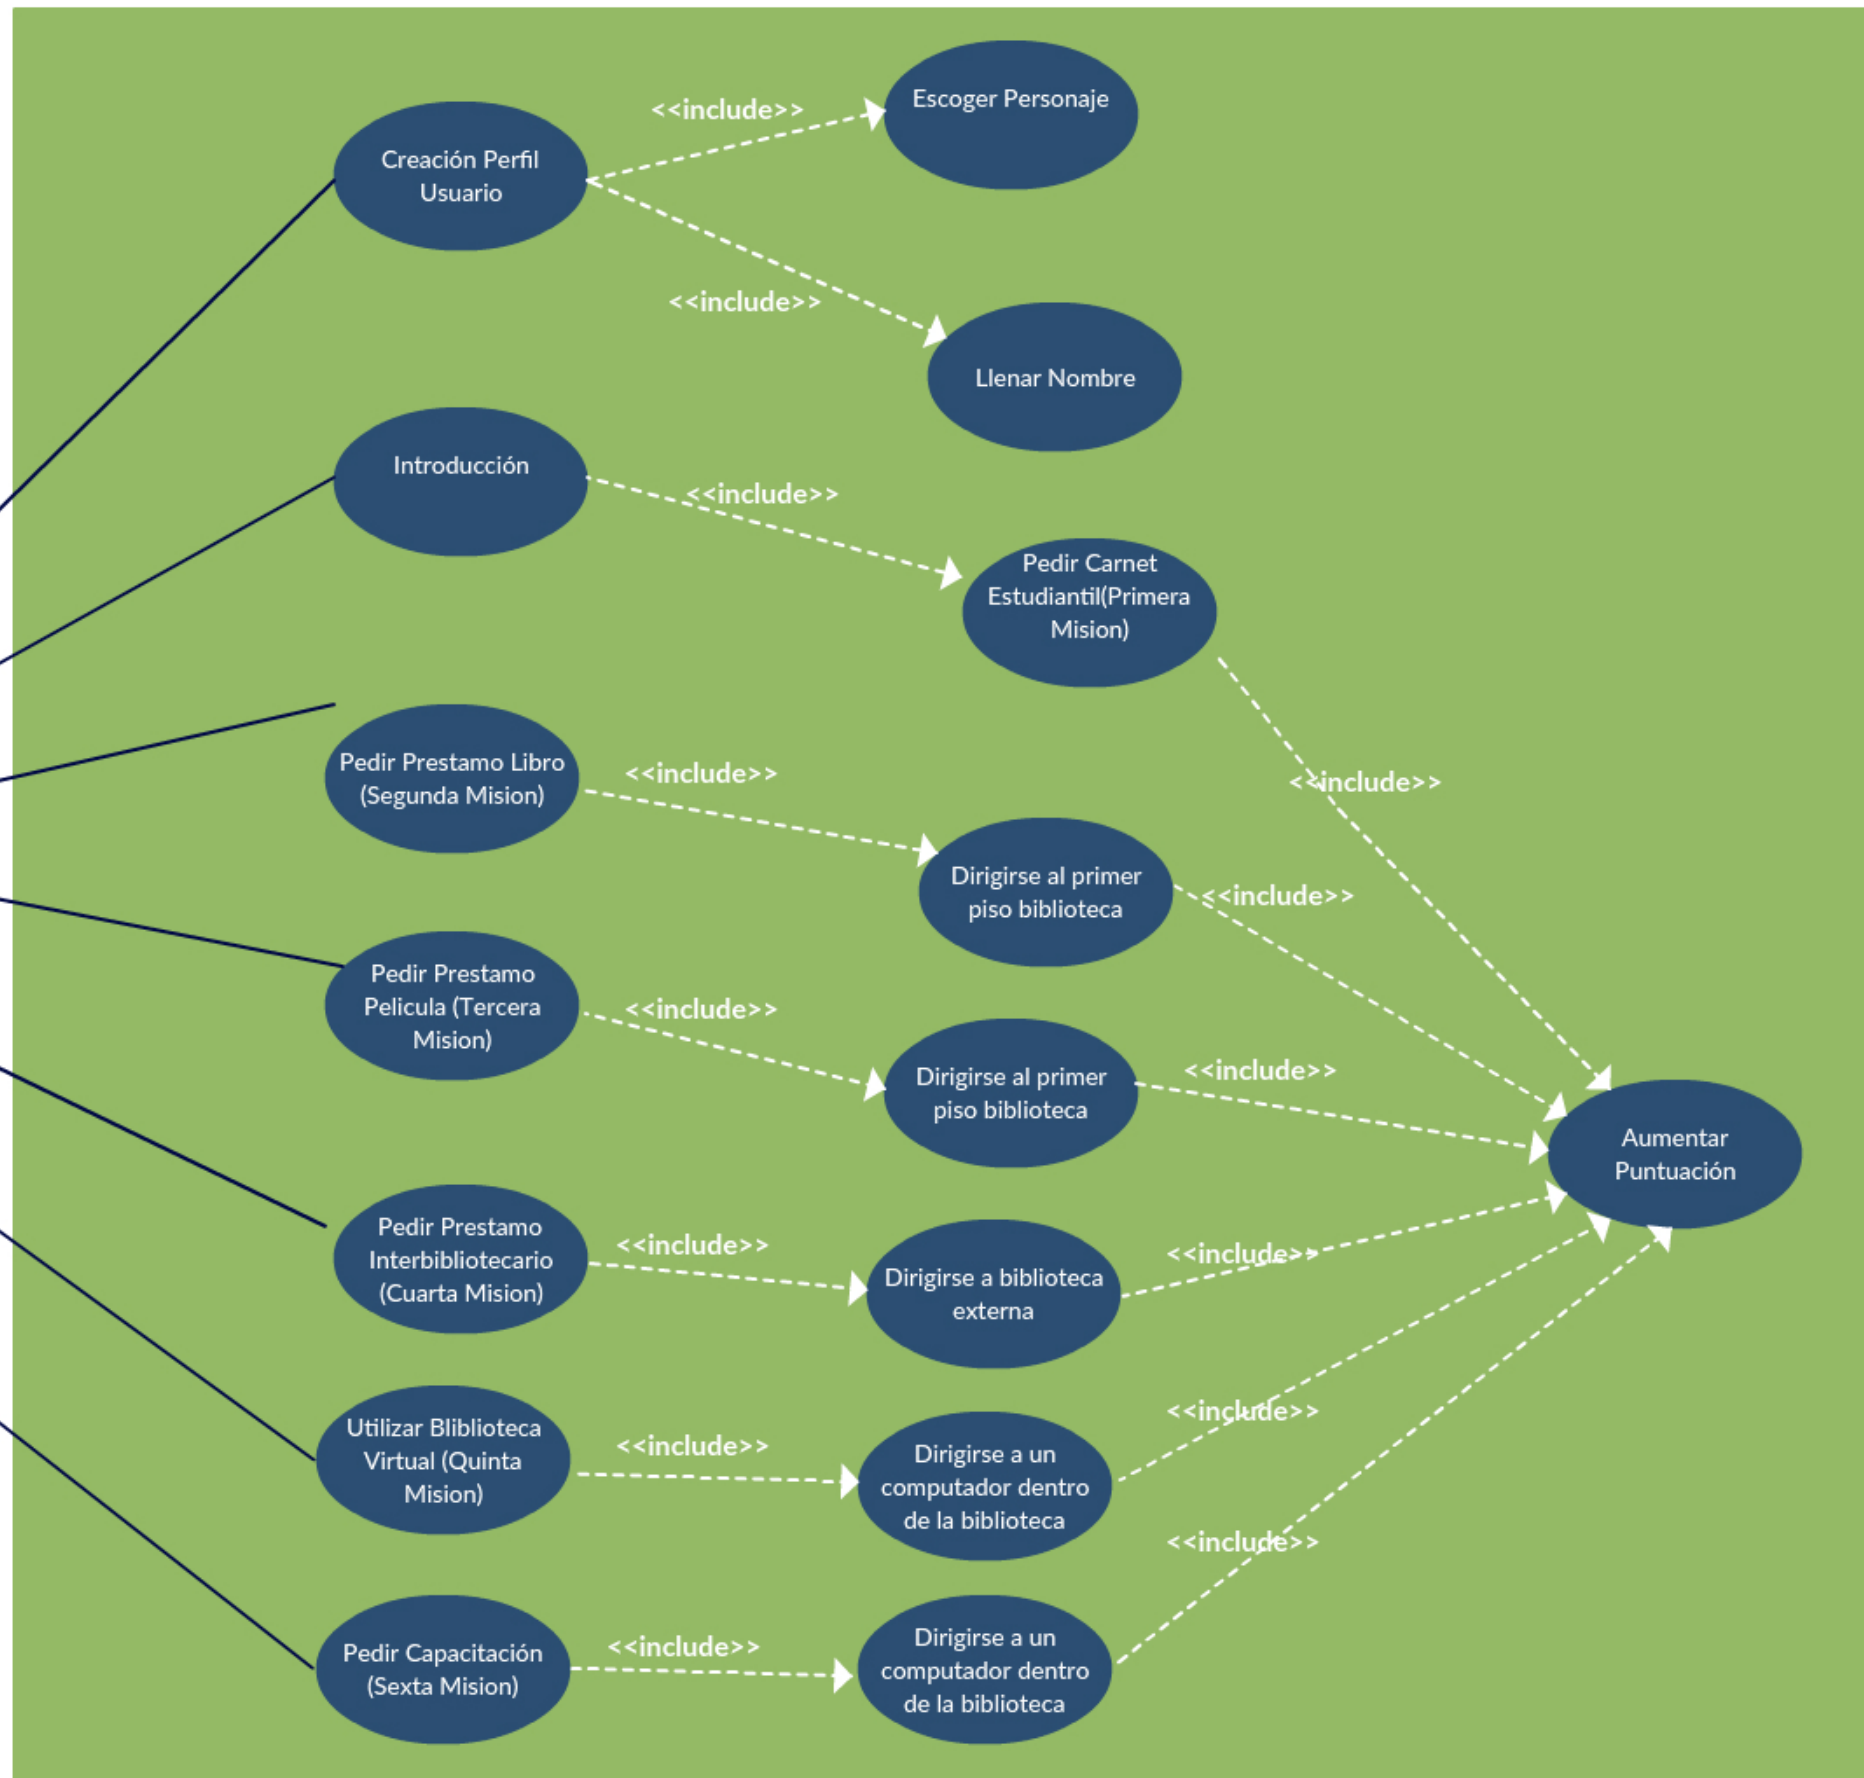 <<include>>
Escoger Personaje
Creación Perfil
Usuario
<<include>>
Llenar Nombre
Introducción
<<include>>
Pedir Carnet
Estudiantil(Primera
Mision)
Pedir Prestamo Libro
(Segunda Mision)
<<include>>
<<include>>
Dirigirse al primer
piso biblioteca
<<include>>
Pedir Prestamo
Pelicula (Tercera
Mision)
<<include>>
Dirigirse al primer
piso biblioteca
<<include>>
Aumentar
Puntuación
Pedir Prestamo
Interbibliotecario
(Cuarta Mision)
<<include>>
Dirigirse a biblioteca
externa
<<include>>
Utilizar Bliblioteca
Virtual (Quinta
Mision)
<<include>>
Dirigirse a un
computador dentro
de la biblioteca
<<include>>
<<include>>
Pedir Capacitación
(Sexta Mision)
<<include>>
Dirigirse a un
computador dentro
de la biblioteca